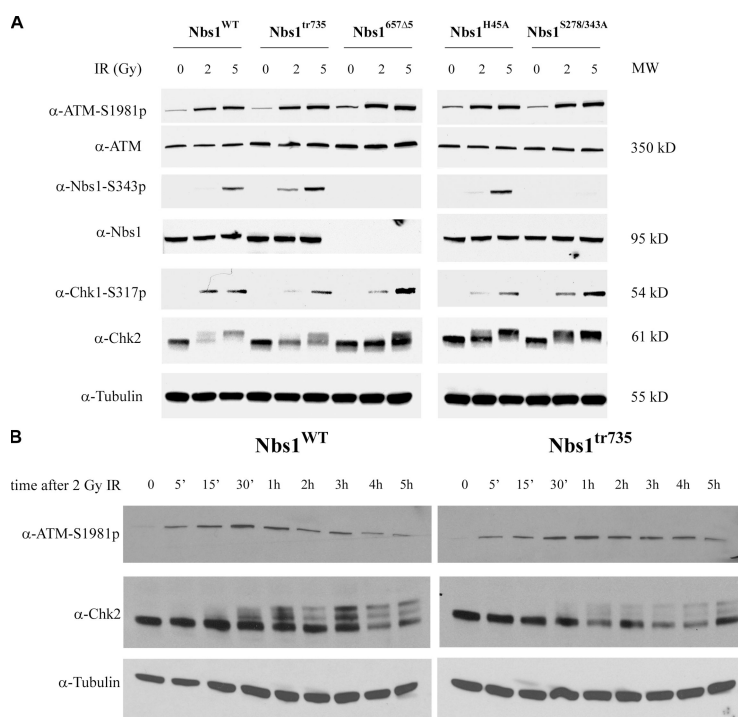 A
Nbs1WT Nbs1tr735 Nbs1657Δ5 Nbs1H45A Nbs1S278/343A
IR (Gy) 0 2 5 0 2 5 0 2 5 0 2 5 0 2 5 MW
α-ATM-S1981p
α-ATM 350 kD
α-Nbs1-S343p
α-Nbs1 95 kD
α-Chk1-S317p 54 kD
α-Chk2 61 kD
α-Tubulin 55 kD
B
Nbs1WT Nbs1tr735
time after 2 Gy IR 0 5’ 15’ 30’ 1h 2h 3h 4h 5h 0 5’ 15’ 30’ 1h 2h 3h 4h 5h
α-ATM-S1981p
α-Chk2
α-Tubulin